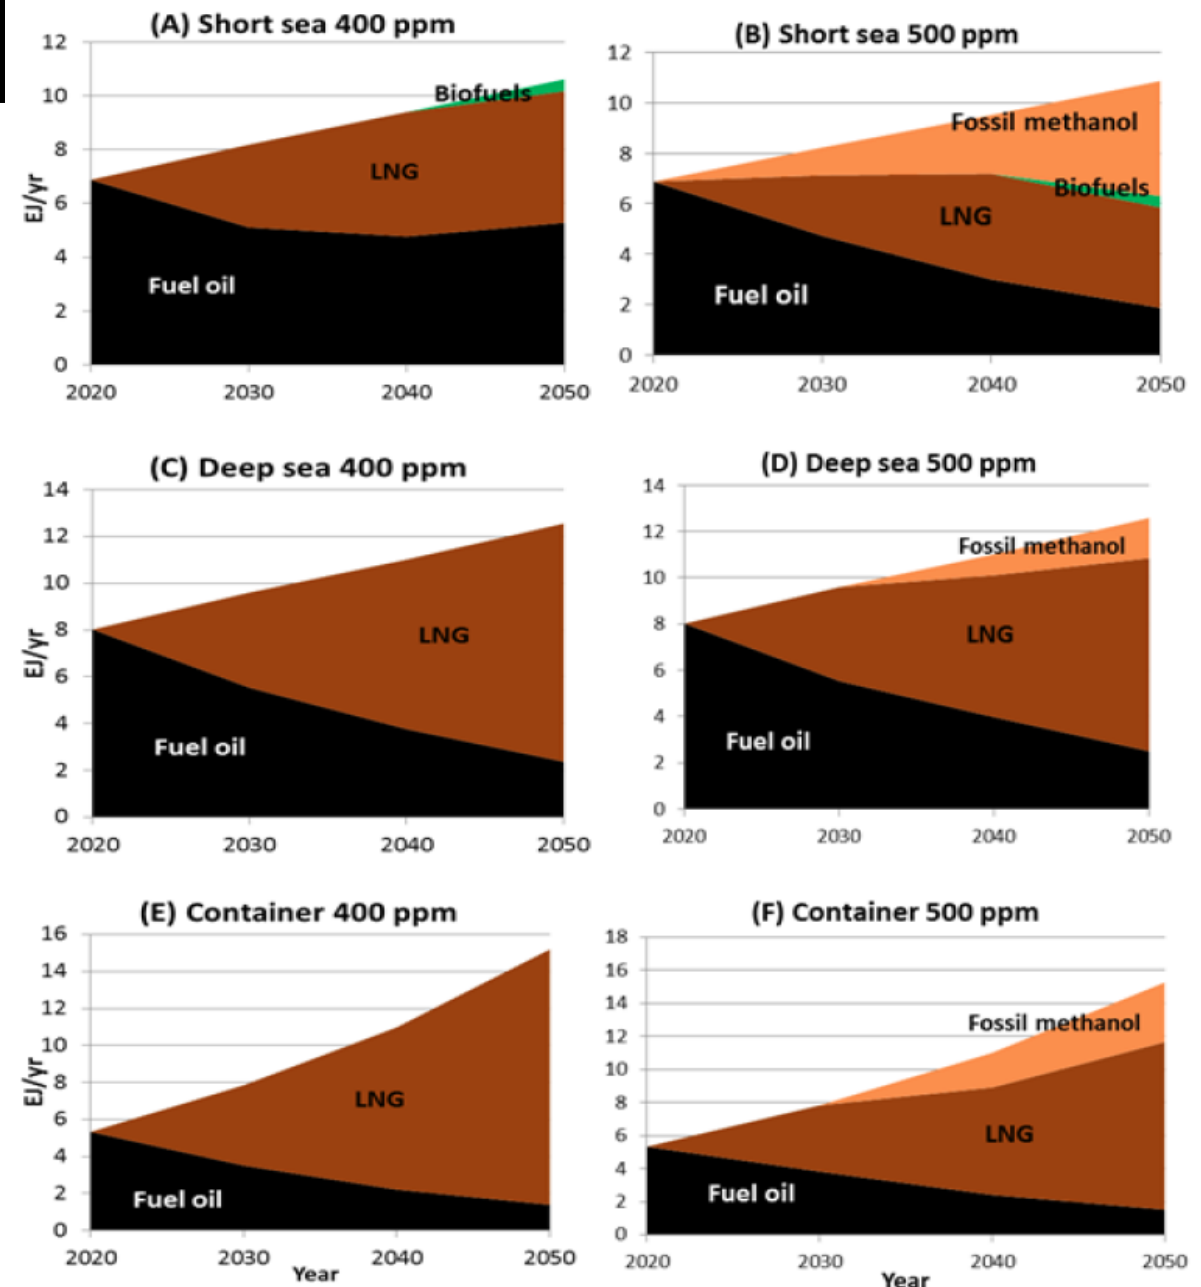 (A) Short sea 400 ppm
12
10
8
6
4
2
0
EJ/yr
Biofuels
LNG
Fuel oil
2020 2030 2040 2050
(B) Short sea 500 ppm
12
10
8
6
4
2
0
Fossil methanol
Biofuels
LNG
Fuel oil
2020 2030 2040 2050
(C) Deep sea 400 ppm
14
12
10
8
6
4
2
0
EJ/yr
LNG
Fuel oil
2020 2030 2040 2050
(D) Deep sea 500 ppm
14
12
10
8
6
4
2
0
Fossil methanol
LNG
Fuel oil
2020 2030 2040 2050
(E) Container 400 ppm
16
14
12
10
8
6
4
2
0
EJ/yr
LNG
Fuel oil
2020 2030 2040 2050
Year
(F) Container 500 ppm
18
16
14
12
10
8
6
4
2
0
Fossil methanol
LNG
Fuel oil
2020 2030 2040 2050
Year